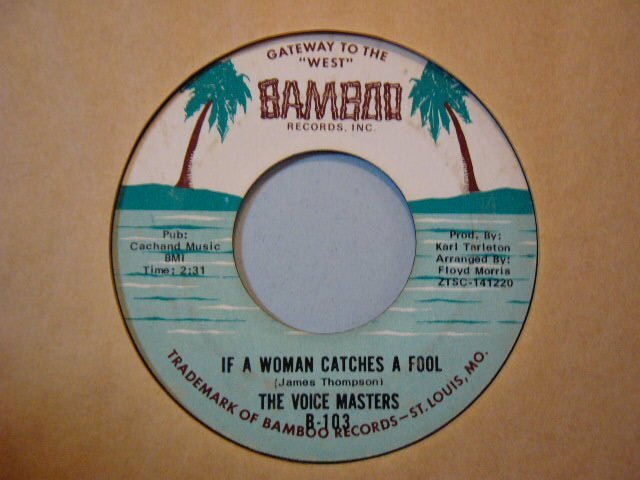 GATEWAY TO THE
"WEST"
BAMBOO
RECORDS, INC.
Pub:
Cachand Music
BMI
Time: 2:31
Prod. By:
Karl Tarleton
Arranged By:
Floyd Morris
ZTSC-141220
IF A WOMAN CATCHES A FOOL
(James Thompson)
THE VOICE MASTERS
B-103
TRADEMARK OF BAMBOO RECORDS—ST. LOUIS, MO.